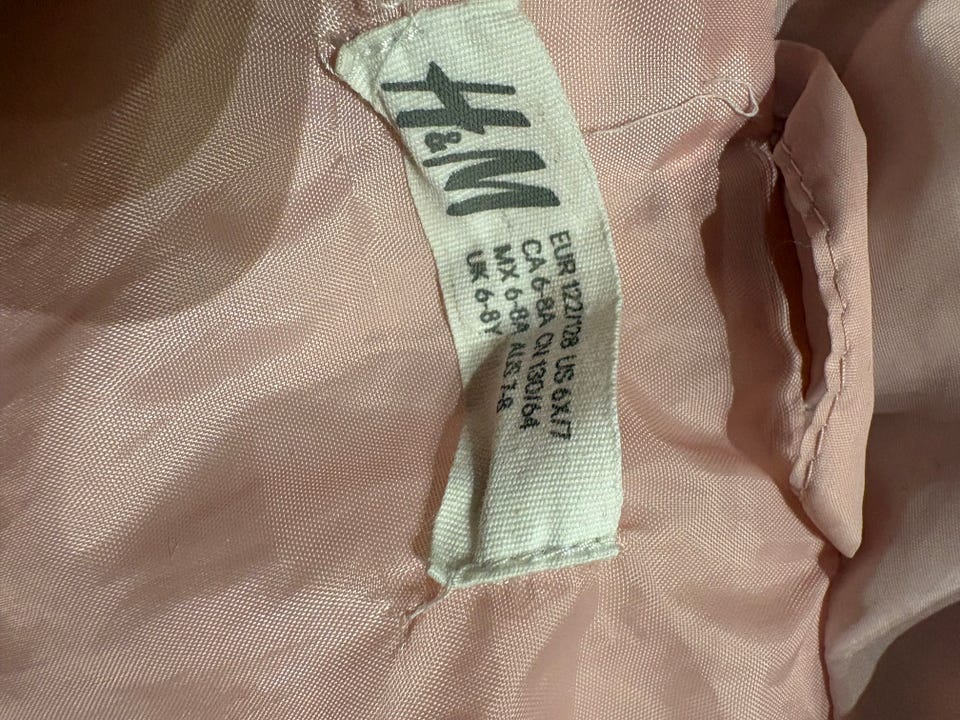 H&M
EUR 122/128 US 6X/7
CA 6-8A CN 130/64
MX 6-8A AUS 7-8
UK 6-8Y